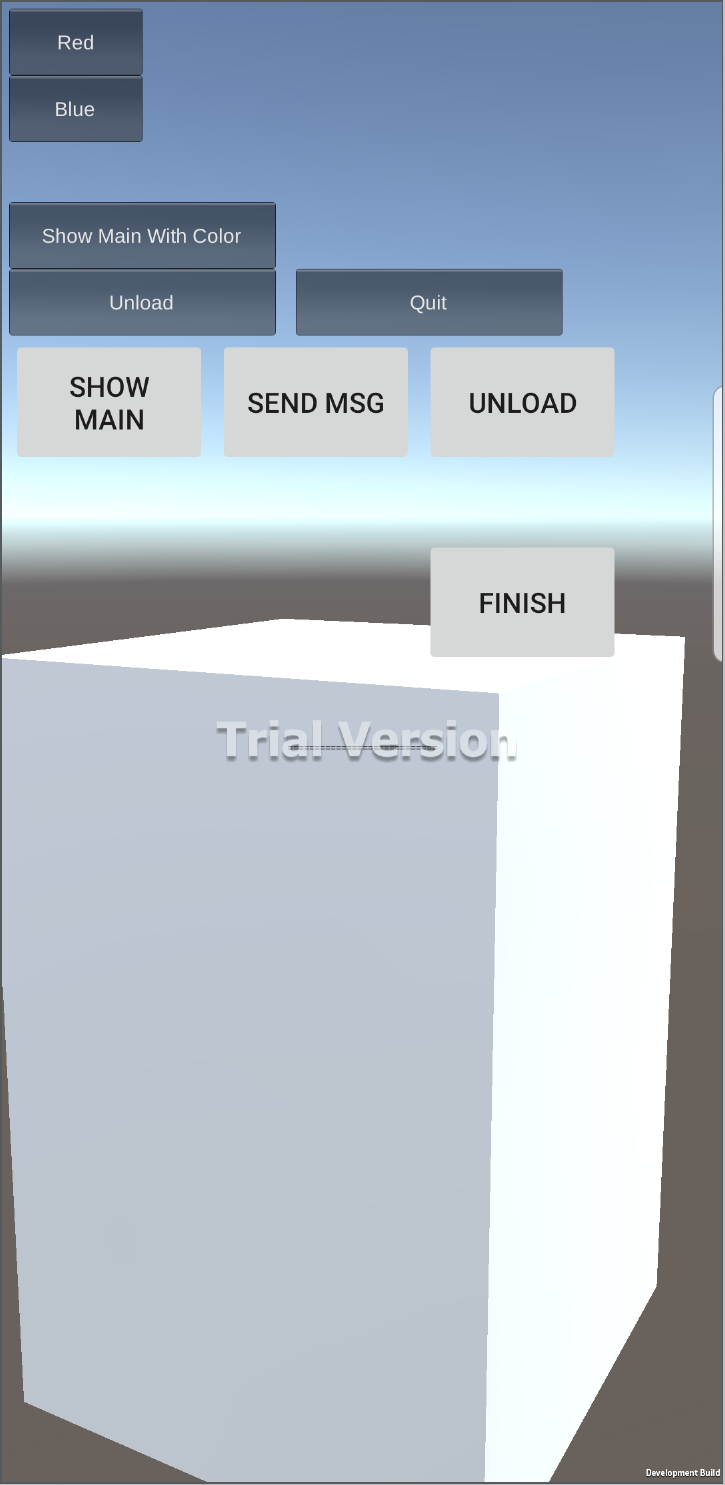 Red
Blue
Show Main With Color
Unload
Quit
SHOW
MAIN
SEND MSG
UNLOAD
FINISH
Trial Version
Development Build